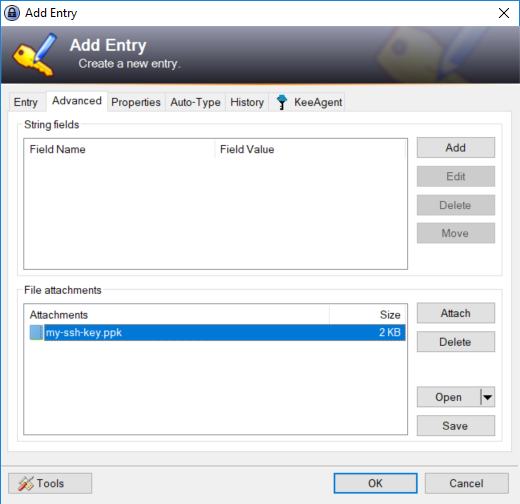 Add Entry
Add Entry
Create a new entry.
Entry Advanced Properties Auto-Type History KeeAgent
String fields
Field Name Field Value
Add
Edit
Delete
Move
File attachments
Attachments Size
my-ssh-key.ppk 2 KB
Attach
Delete
Open
Save
Tools OK Cancel